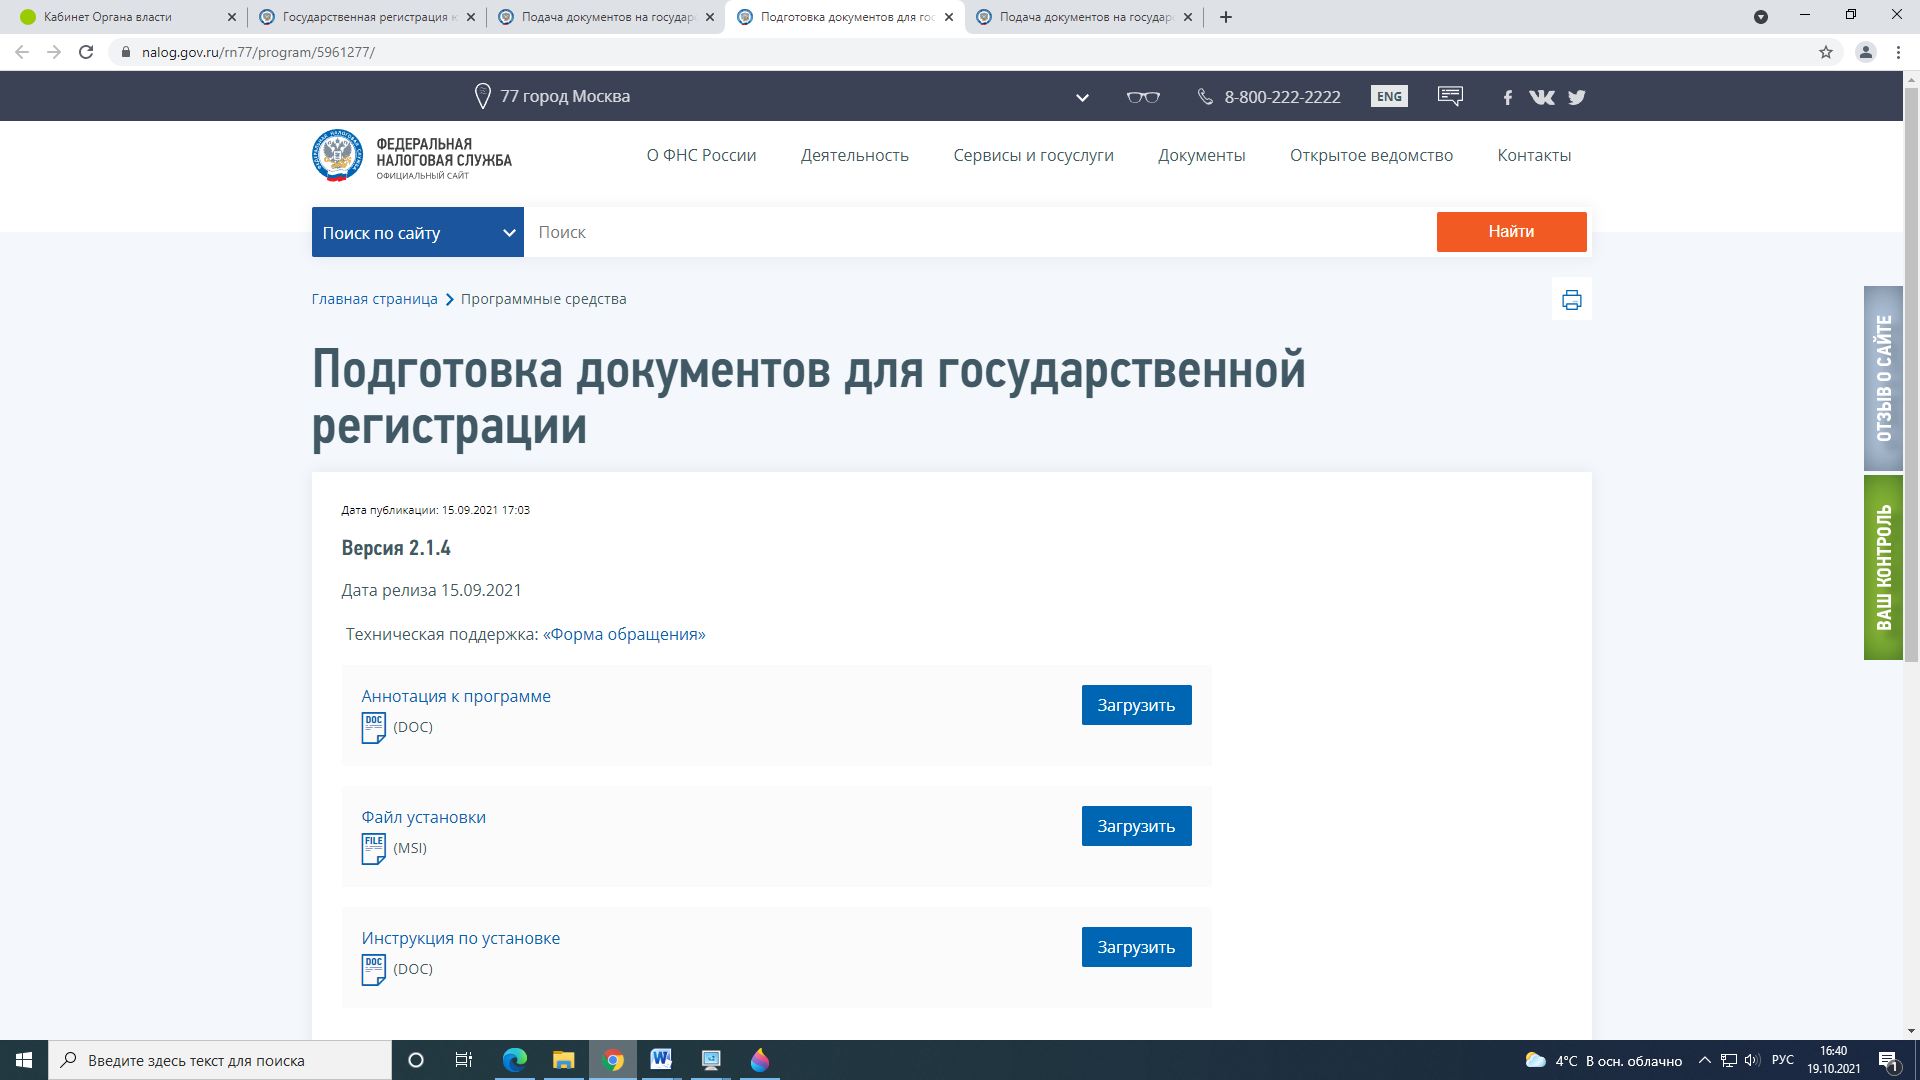 Кабинет Органа власти
Государственная регистрация ю
Подача документов на государ
Подготовка документов для гос
Подача документов на государ
nalog.gov.ru/rn77/program/5961277/
77 город Москва
8-800-222-2222
ENG
ФЕДЕРАЛЬНАЯ
НАЛОГОВАЯ СЛУЖБА
ОФИЦИАЛЬНЫЙ САЙТ
О ФНС России
Деятельность
Сервисы и госуслуги
Документы
Открытое ведомство
Контакты
Поиск по сайту
Поиск
Найти
Главная страница
Программные средства
Подготовка документов для государственной
регистрации
ОТЗЫВ О САЙТЕ
ВАШ КОНТРОЛЬ
Дата публикации: 15.09.2021 17:03
Версия 2.1.4
Дата релиза 15.09.2021
Техническая поддержка: «Форма обращения»
Аннотация к программе
DOC
(DOC)
Загрузить
Файл установки
FILE
(MSI)
Загрузить
Инструкция по установке
DOC
(DOC)
Загрузить
Введите здесь текст для поиска
4°C В осн. облачно
РУС
16:40
19.10.2021
1